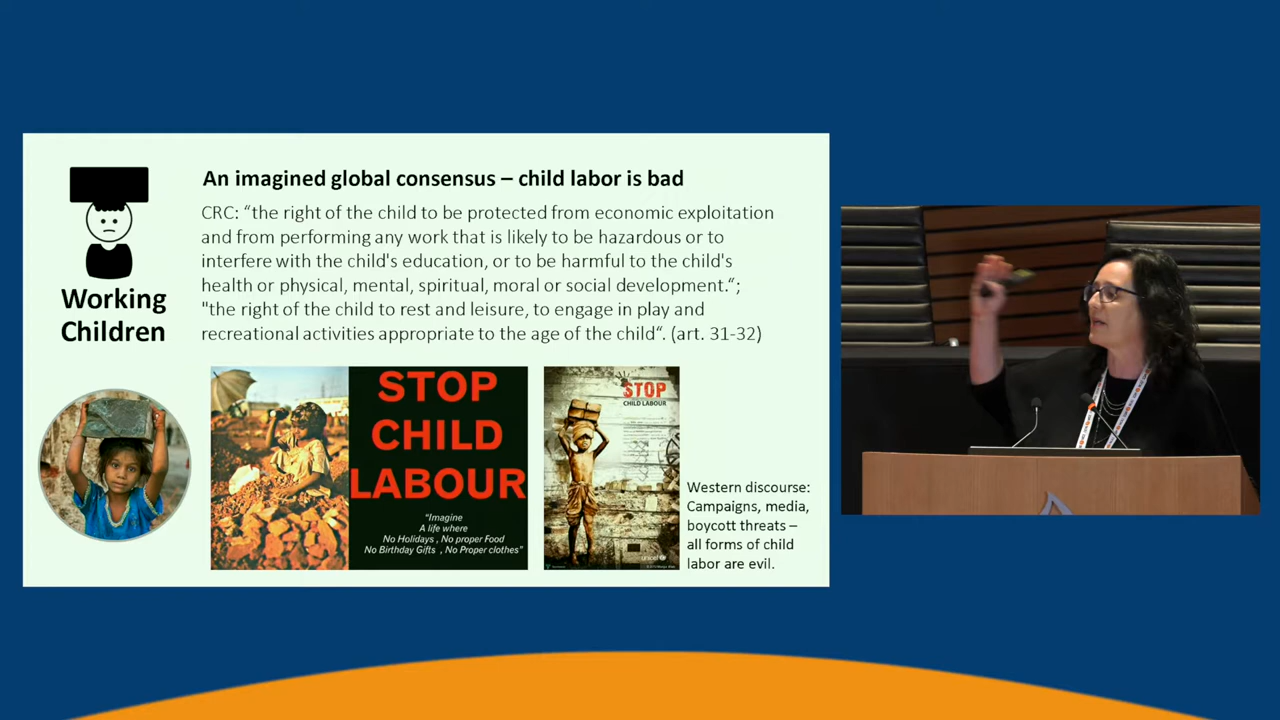 An imagined global consensus – child labor is bad
CRC: “the right of the child to be protected from economic exploitation
and from performing any work that is likely to be hazardous or to
interfere with the child's education, or to be harmful to the child's
health or physical, mental, spiritual, moral or social development.“;
"the right of the child to rest and leisure, to engage in play and
recreational activities appropriate to the age of the child“. (art. 31-32)
Working
Children
STOP
CHILD
LABOUR
“Imagine
A life where
No Holidays , No proper Food
No Birthday Gifts , No Proper clothes”
STOP
CHILD LABOUR
unicef
Western discourse:
Campaigns, media,
boycott threats –
all forms of child
labor are evil.